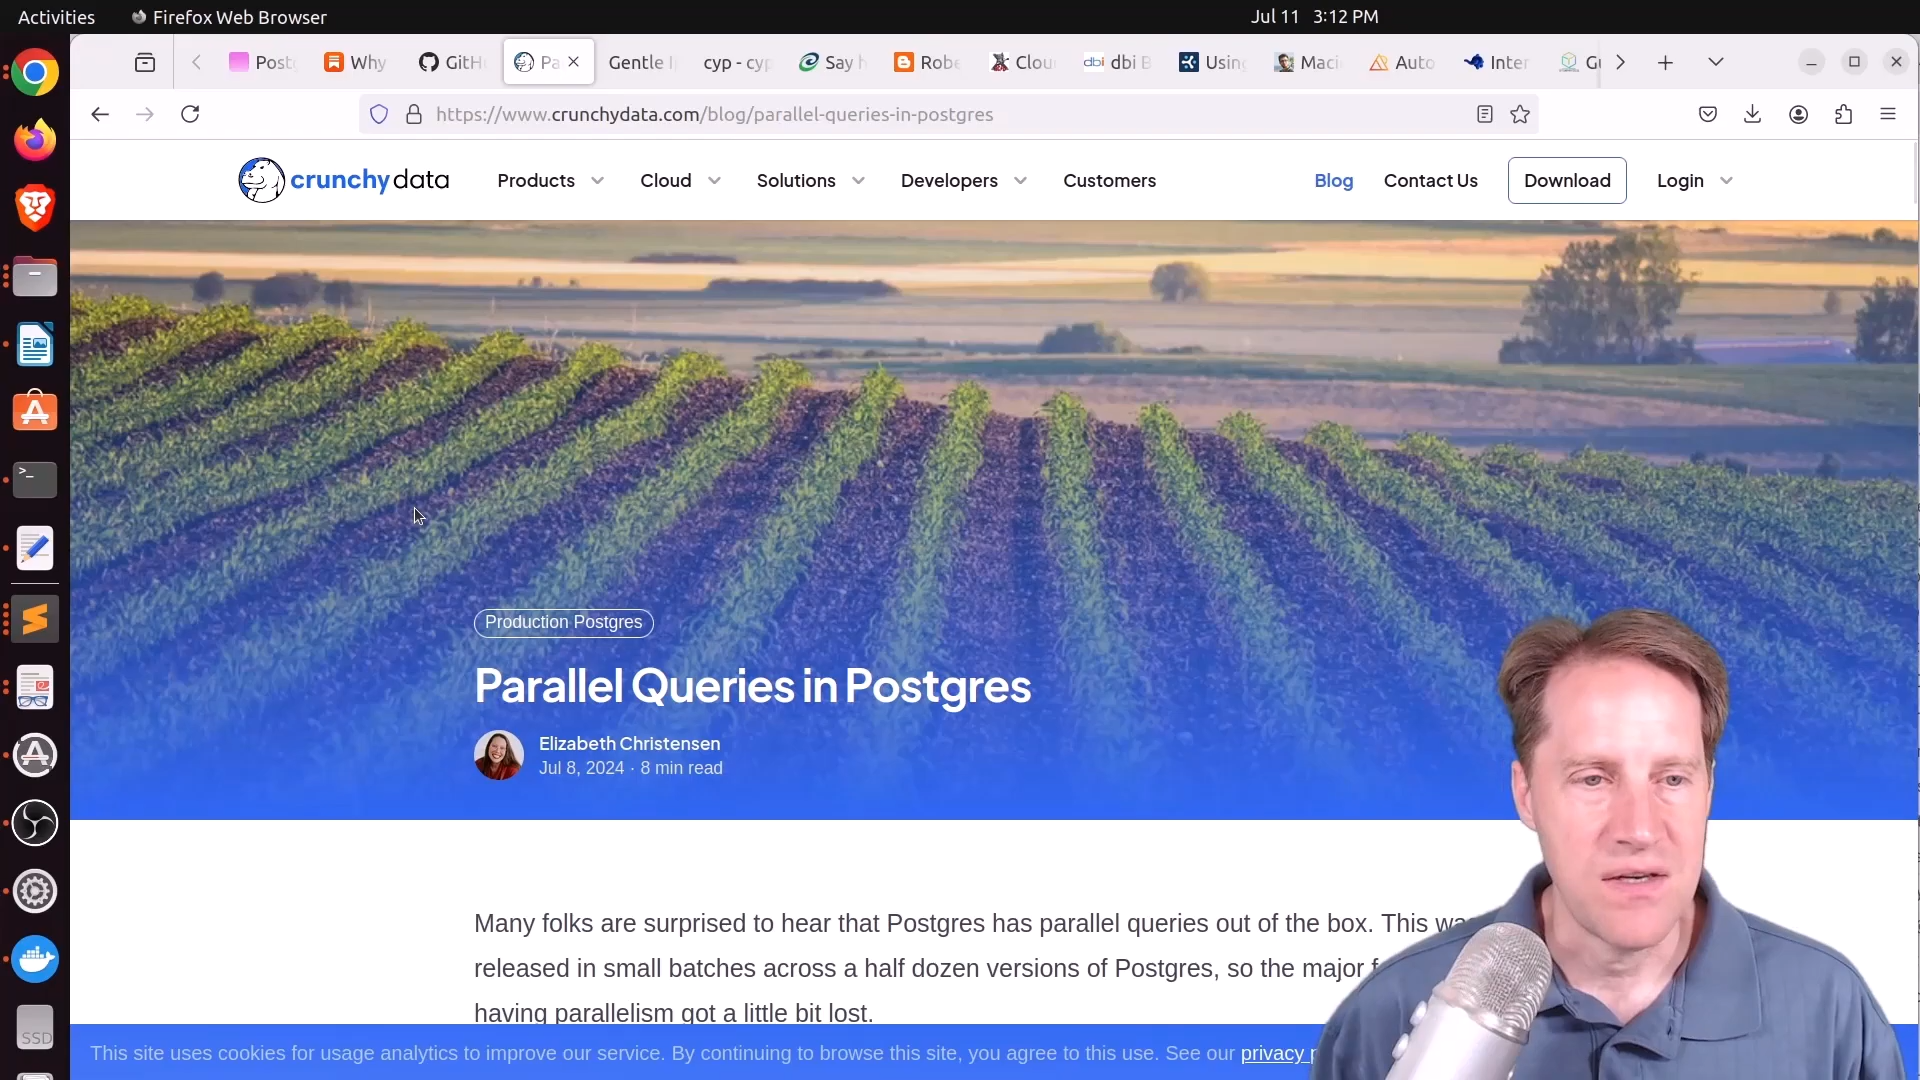 Activities
Firefox Web Browser
Jul 11 3:12 PM
Post
Why
GitH
Pa
Gentle I
cyp - cyp
Say h
Robe
Clou
dbi
dbi B
Using
Maci
Auto
Inter
Gu
https://www.crunchydata.com/blog/parallel-queries-in-postgres
crunchy data
Products
Cloud
Solutions
Developers
Customers
Blog
Contact Us
Download
Login
Production Postgres
Parallel Queries in Postgres
Elizabeth Christensen
Jul 8, 2024 · 8 min read
Many folks are surprised to hear that Postgres has parallel queries out of the box. This wa
released in small batches across a half dozen versions of Postgres, so the major f
having parallelism got a little bit lost.
This site uses cookies for usage analytics to improve our service. By continuing to browse this site, you agree to this use. See our privacy p
SSD